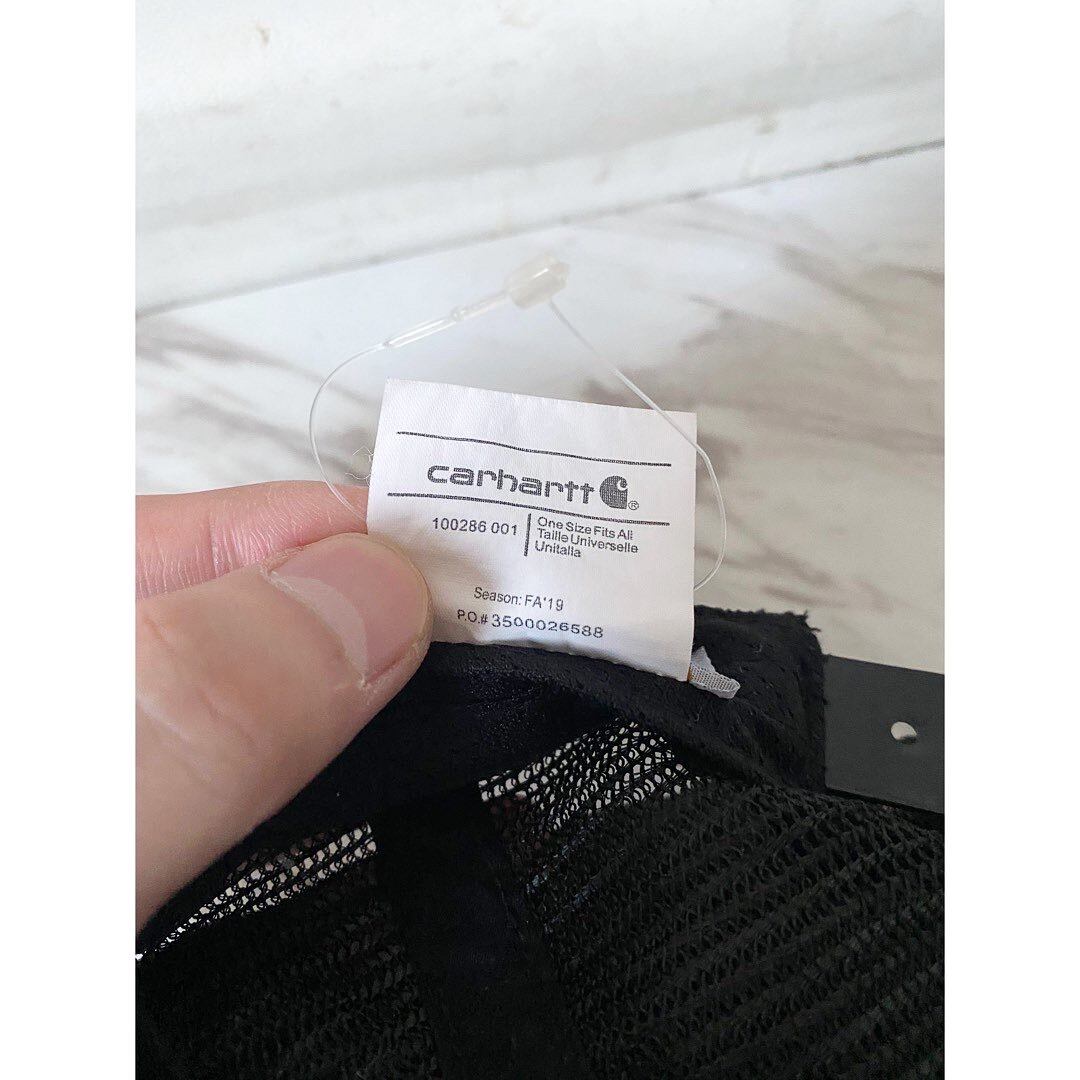 carhartt ®
100286 001
One Size Fits All
Taille Universelle
Unitalla
Season: FA'19
P.O.# 3500026588